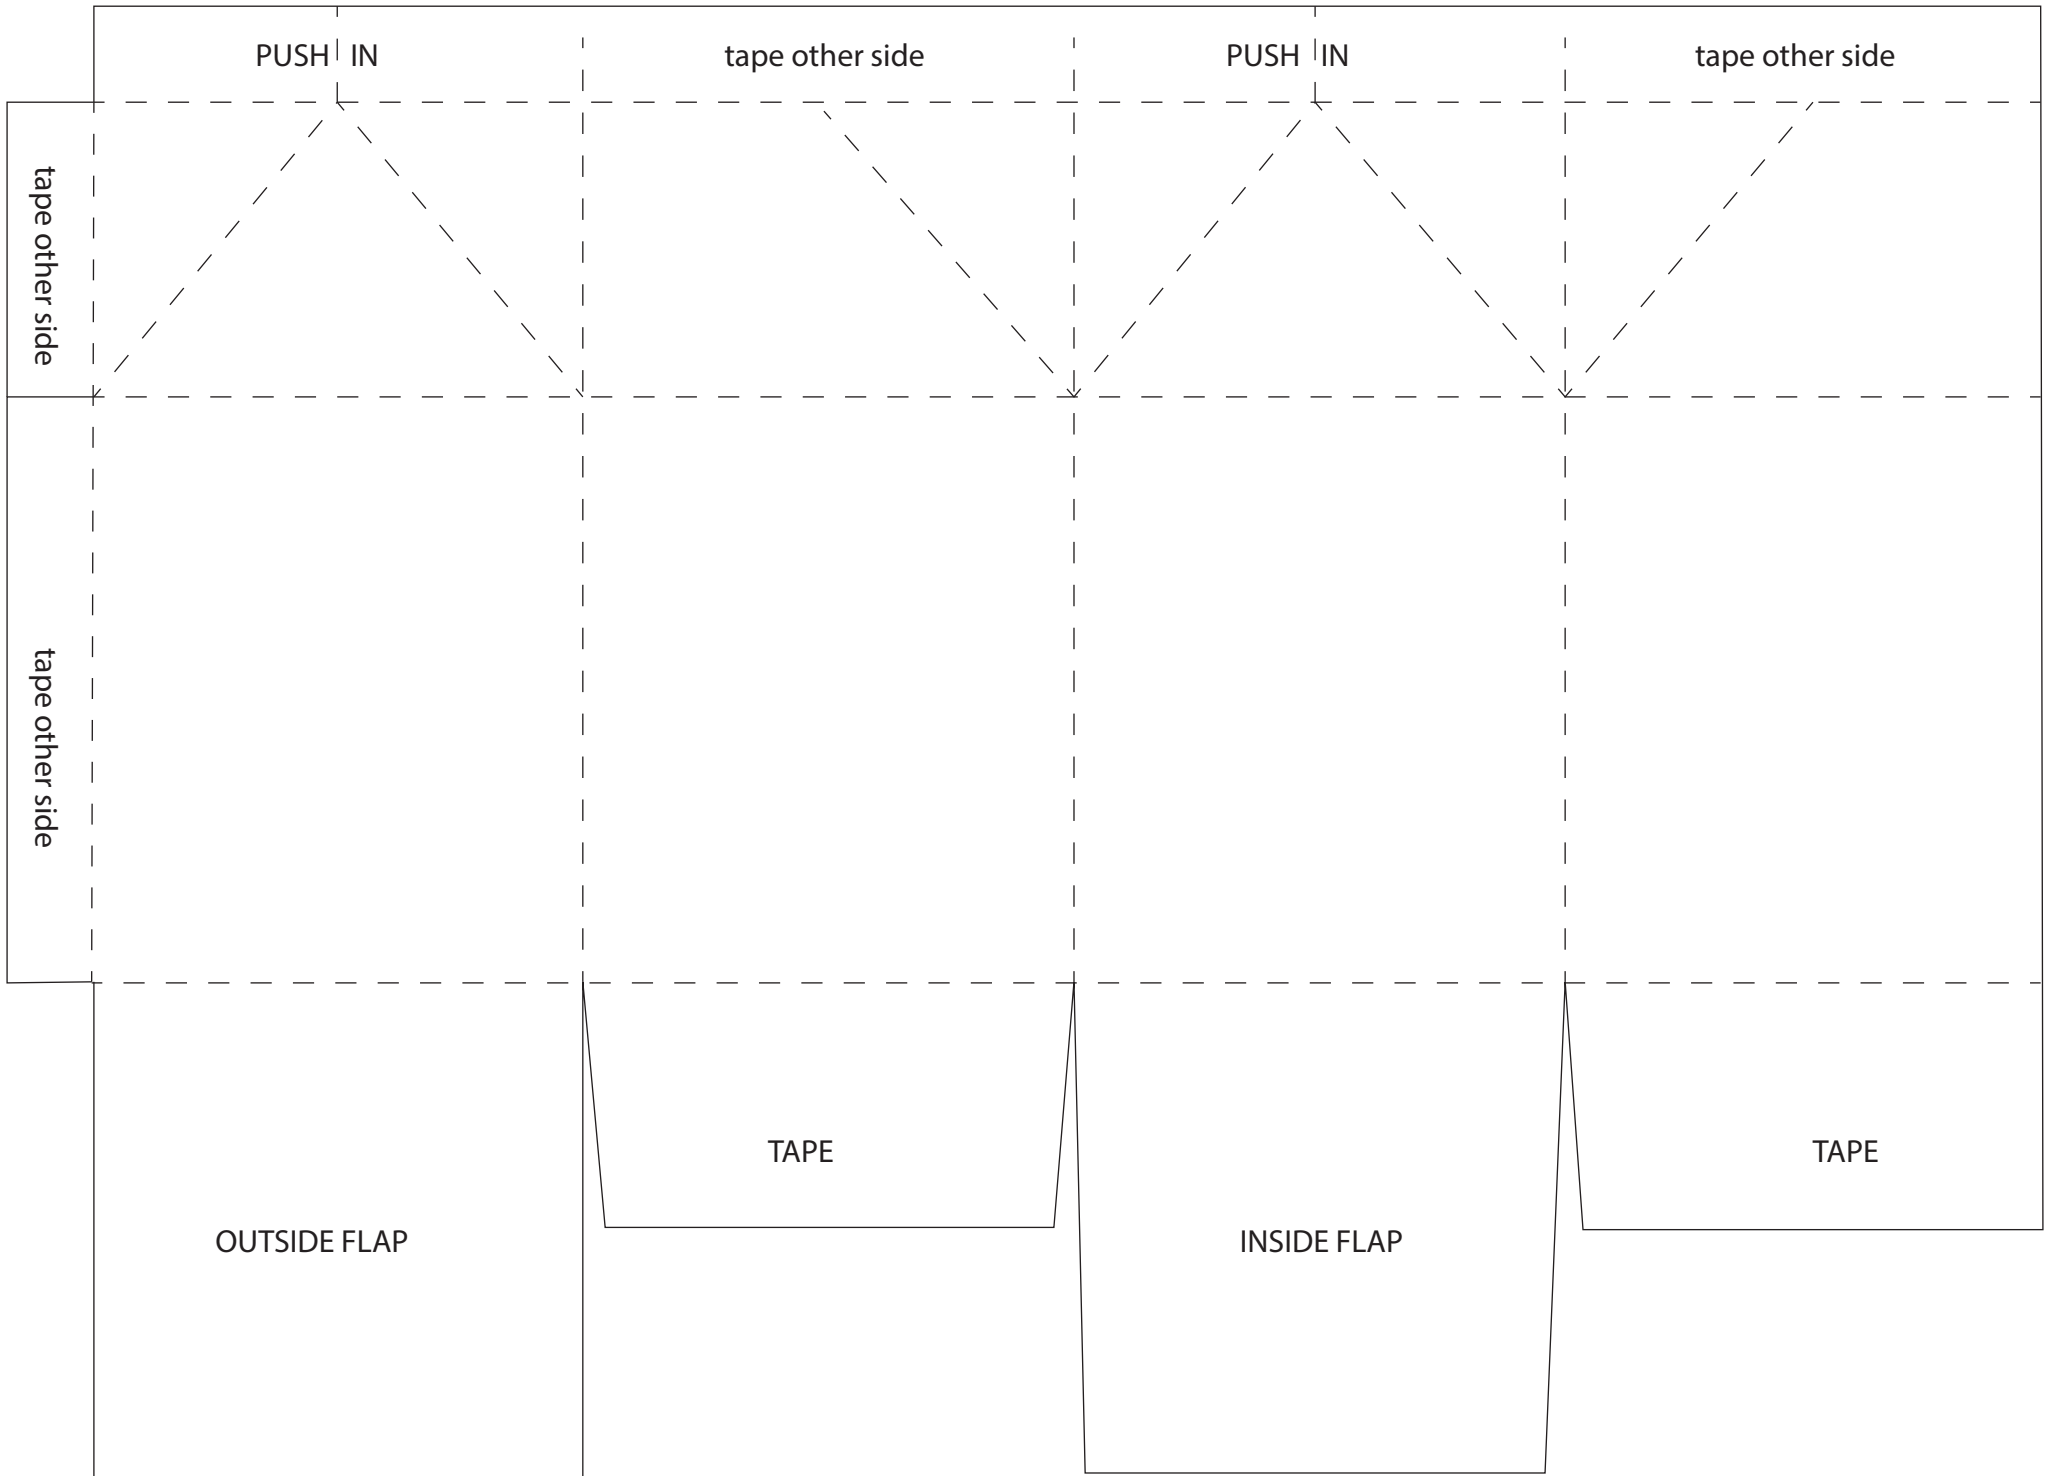 PUSH IN
tape other side
PUSH IN
tape other side
tape other side
tape other side
TAPE
TAPE
OUTSIDE FLAP
INSIDE FLAP